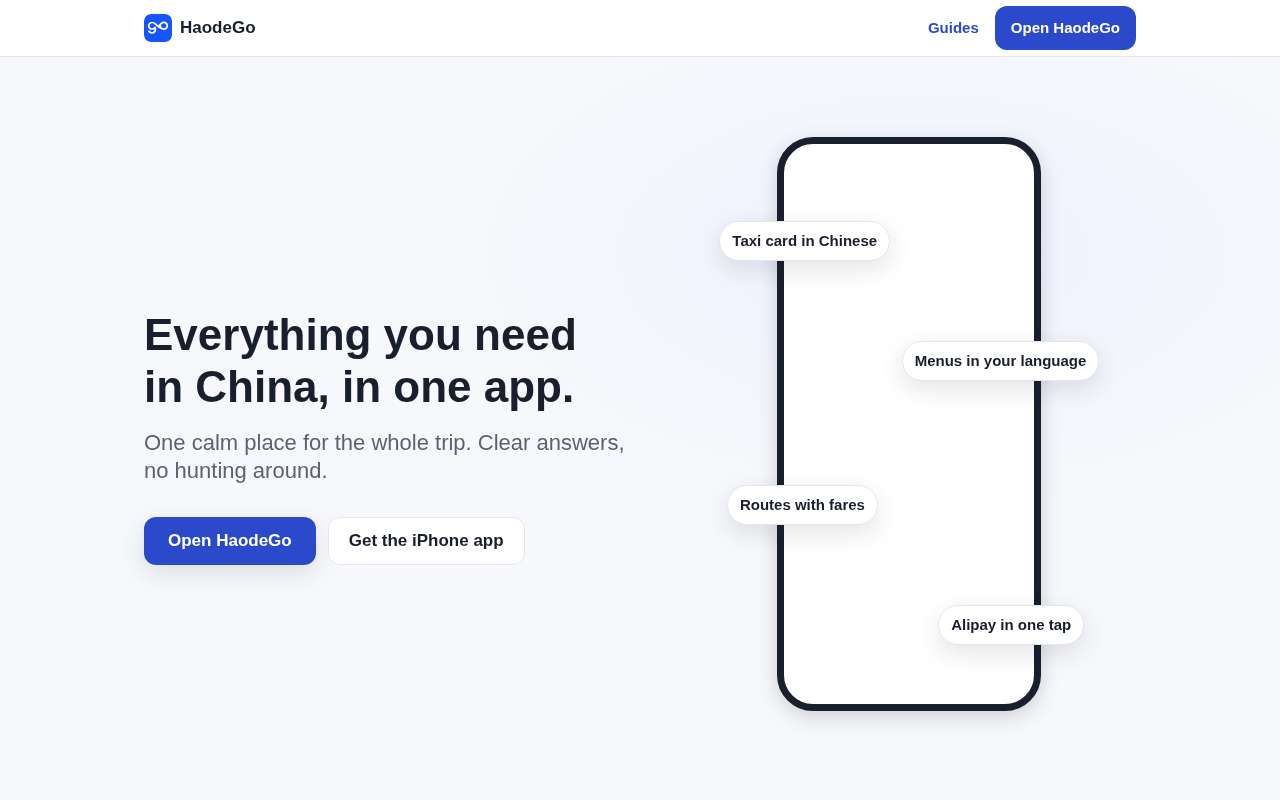 HaodeGo
Guides
Open HaodeGo
Everything you need
in China, in one app.
One calm place for the whole trip. Clear answers,
no hunting around.
Open HaodeGo
Get the iPhone app
Taxi card in Chinese
Menus in your language
Routes with fares
Alipay in one tap